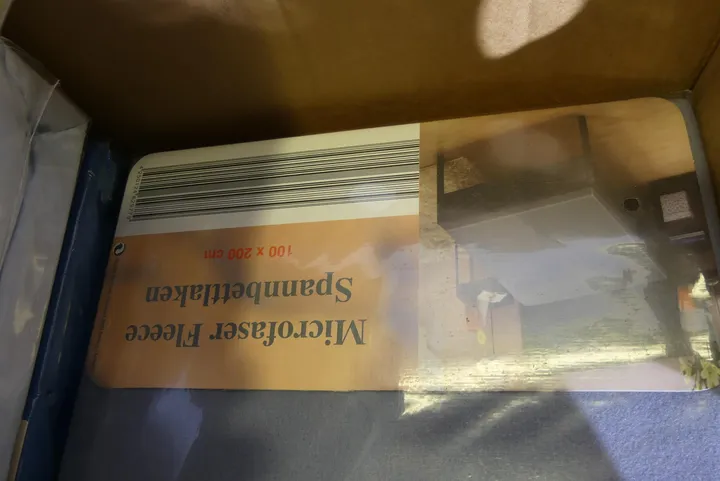 Microfaser Fleece
Spannbettlaken
100 x 200 cm